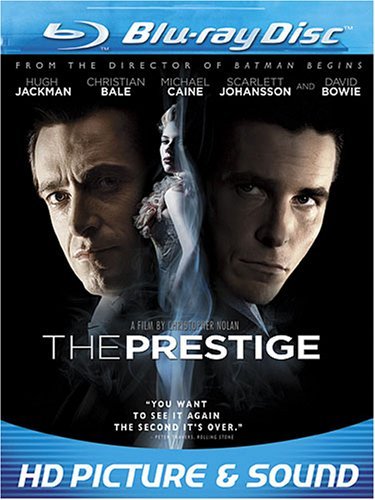 Blu-ray Disc™
FROM THE DIRECTOR OF BATMAN BEGINS
HUGH JACKMAN CHRISTIAN BALE MICHAEL CAINE SCARLETT JOHANSSON AND DAVID BOWIE
A FILM BY CHRISTOPHER NOLAN
THE PRESTIGE
"YOU WANT
TO SEE IT AGAIN
THE SECOND IT'S OVER."
- PETER TRAVERS, ROLLING STONE
HD PICTURE & SOUND